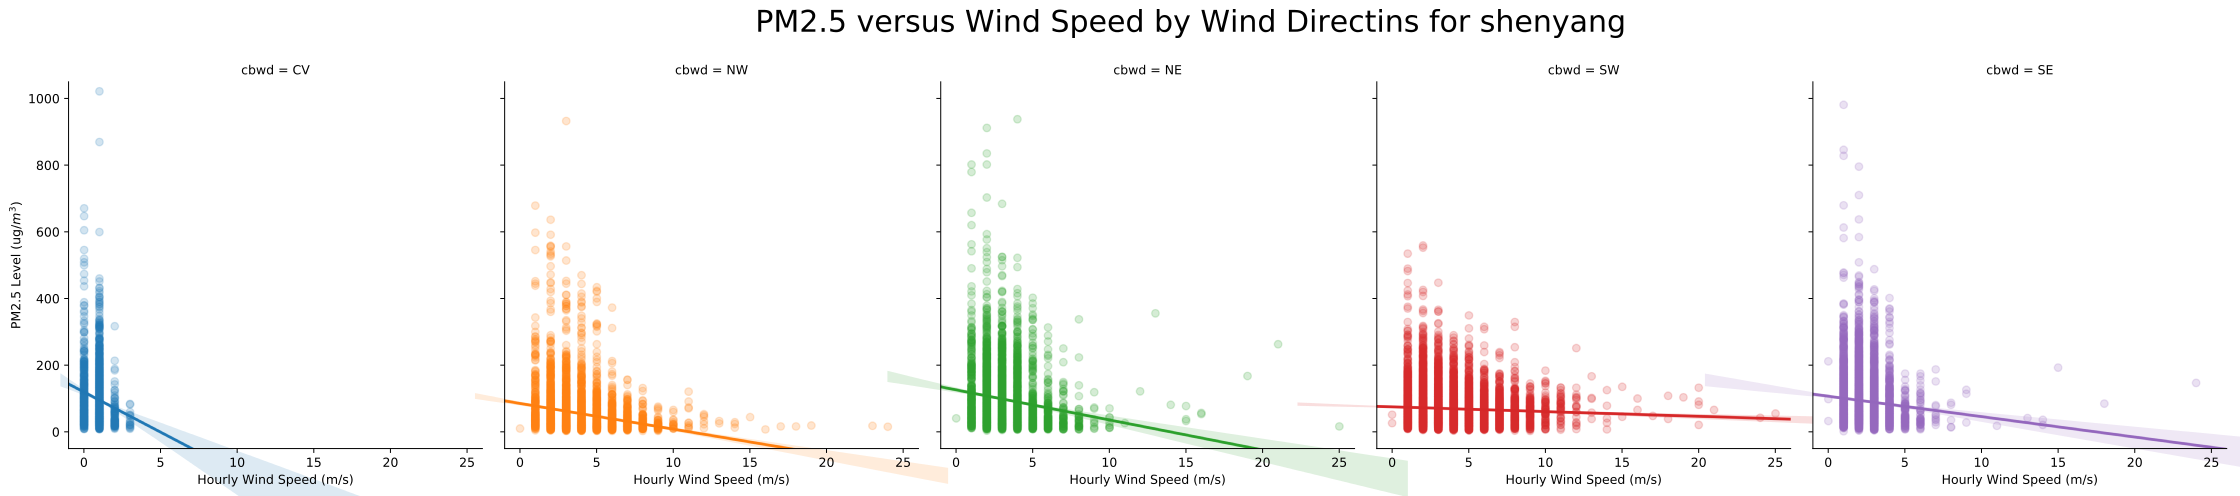 PM2.5 versus Wind Speed by Wind Directins for shenyang
cbwd = CV
cbwd = NW
cbwd = NE
cbwd = SW
cbwd = SE
PM2.5 Level (ug/m³)
1000
800
600
400
200
0
0 5 10 15 20 25
0 5 10 15 20 25
0 5 10 15 20 25
0 5 10 15 20 25
0 5 10 15 20 25
Hourly Wind Speed (m/s)
Hourly Wind Speed (m/s)
Hourly Wind Speed (m/s)
Hourly Wind Speed (m/s)
Hourly Wind Speed (m/s)